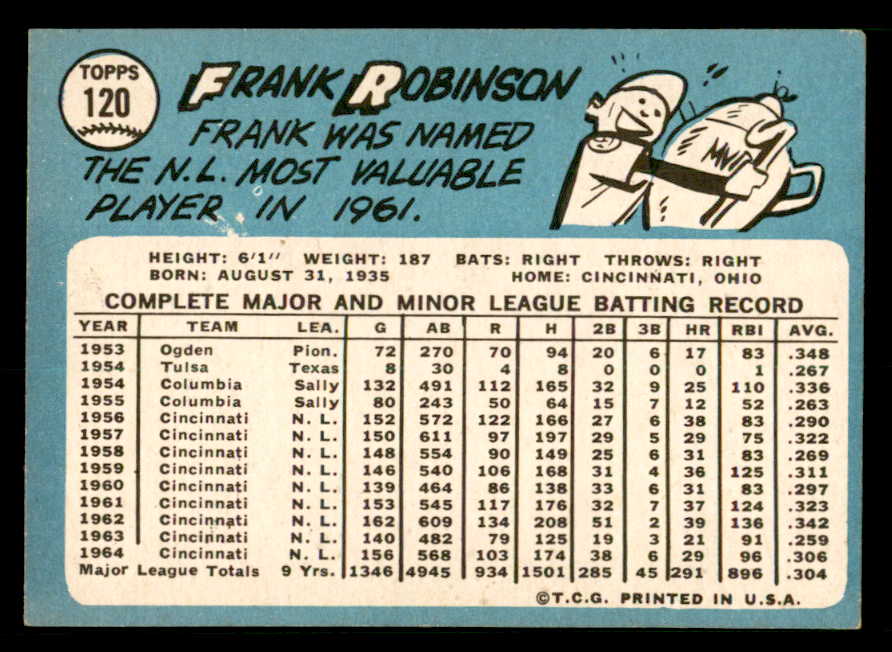 TOPPS
120
FRANK ROBINSON
FRANK WAS NAMED
THE N.L. MOST VALUABLE
PLAYER IN 1961.
MVP
HEIGHT: 6'1" WEIGHT: 187 BATS: RIGHT THROWS: RIGHT
BORN: AUGUST 31, 1935 HOME: CINCINNATI, OHIO
COMPLETE MAJOR AND MINOR LEAGUE BATTING RECORD
YEAR TEAM LEA. G AB R H 2B 3B HR RBI AVG.
1953 Ogden Pion. 72 270 70 94 20 6 17 83 .348
1954 Tulsa Texas 8 30 4 8 0 0 0 1 .267
1954 Columbia Sally 132 491 112 165 32 9 25 110 .336
1955 Columbia Sally 80 243 50 64 15 7 12 52 .263
1956 Cincinnati N. L. 152 572 122 166 27 6 38 83 .290
1957 Cincinnati N. L. 150 611 97 197 29 5 29 75 .322
1958 Cincinnati N. L. 148 554 90 149 25 6 31 83 .269
1959 Cincinnati N. L. 146 540 106 168 31 4 36 125 .311
1960 Cincinnati N. L. 139 464 86 138 33 6 31 83 .297
1961 Cincinnati N. L. 153 545 117 176 32 7 37 124 .323
1962 Cincinnati N. L. 162 609 134 208 51 2 39 136 .342
1963 Cincinnati N. L. 140 482 79 125 19 3 21 91 .259
1964 Cincinnati N. L. 156 568 103 174 38 6 29 96 .306
Major League Totals 9 Yrs. 1346 4945 934 1501 285 45 291 896 .304
©T.C.G. PRINTED IN U.S.A.